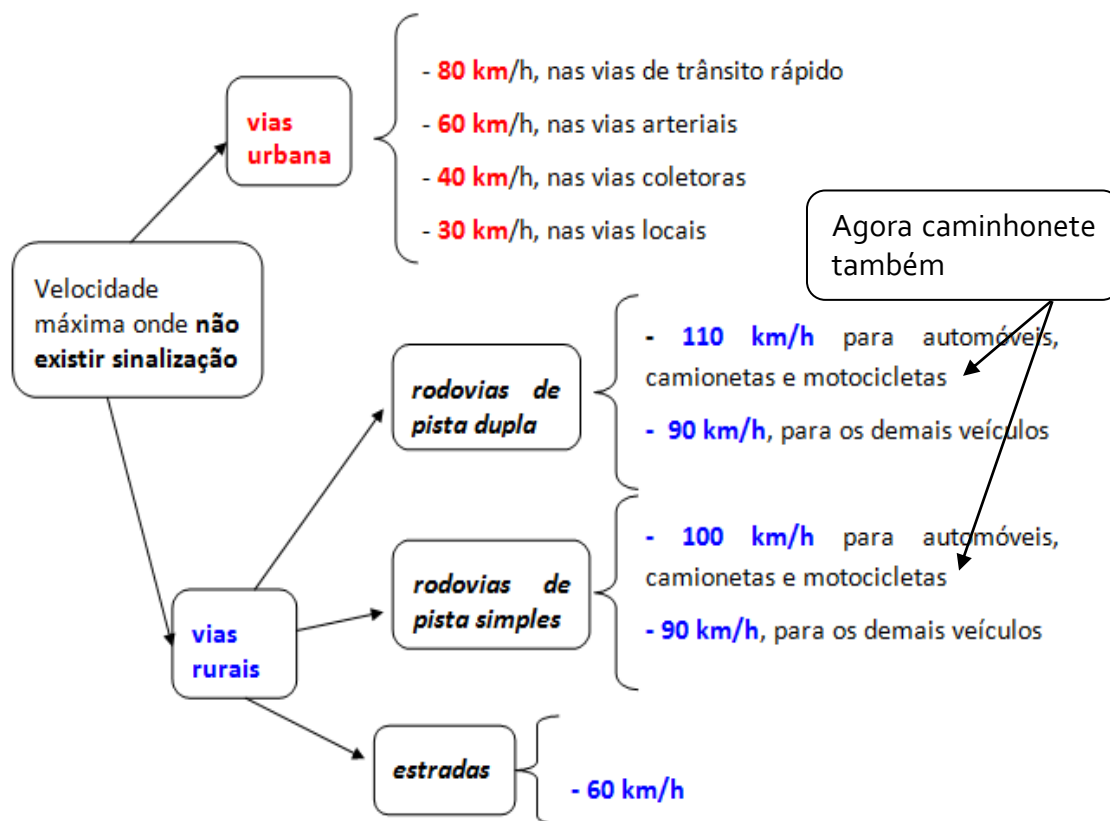 Velocidade
máxima onde não
existir sinalização
vias
urbana
- 80 km/h, nas vias de trânsito rápido
- 60 km/h, nas vias arteriais
- 40 km/h, nas vias coletoras
- 30 km/h, nas vias locais
Agora caminhonete
também
vias
rurais
rodovias de
pista dupla
- 110 km/h para automóveis,
camionetas e motocicletas
- 90 km/h, para os demais veículos
rodovias de
pista simples
- 100 km/h para automóveis,
camionetas e motocicletas
- 90 km/h, para os demais veículos
estradas
- 60 km/h